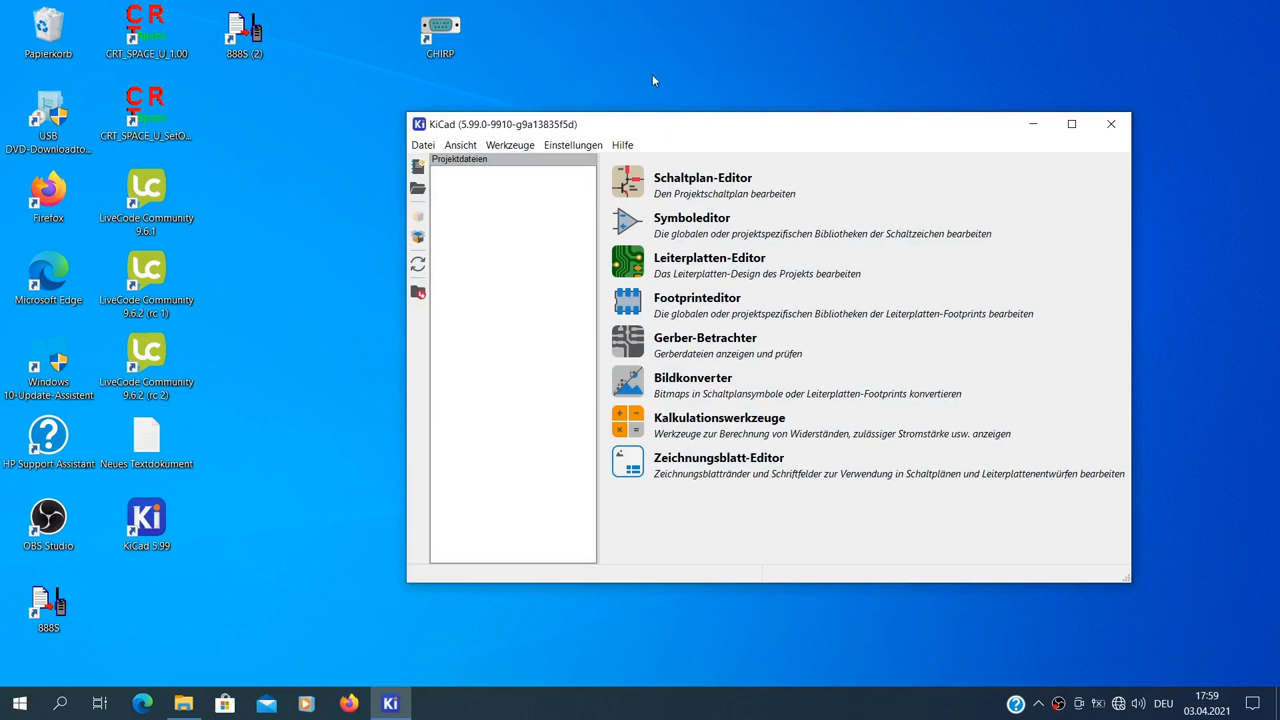 Papierkorb
CRT_SPACE_U_1.00
888S (2)
CHIRP
USB
DVD-Downloadto...
CRT_SPACE_U_SetO...
Firefox
LiveCode Community
9.6.1
Microsoft Edge
LiveCode Community
9.6.2 (rc 1)
Windows
10-Update-Assistent
LiveCode Community
9.6.2 (rc 2)
HP Support Assistant
Neues Textdokument
OBS Studio
KiCad 5.99
888S
KiCad (5.99.0-9910-g9a13835f5d)
Datei Ansicht Werkzeuge Einstellungen Hilfe
Projektdateien
Schaltplan-Editor
Den Projektschaltplan bearbeiten
Symboleditor
Die globalen oder projektspezifischen Bibliotheken der Schaltzeichen bearbeiten
Leiterplatten-Editor
Das Leiterplatten-Design des Projekts bearbeiten
Footprinteditor
Die globalen oder projektspezifischen Bibliotheken der Leiterplatten-Footprints bearbeiten
Gerber-Betrachter
Gerberdateien anzeigen und prüfen
Bildkonverter
Bitmaps in Schaltplansymbole oder Leiterplatten-Footprints konvertieren
Kalkulationswerkzeuge
Werkzeuge zur Berechnung von Widerständen, zulässiger Stromstärke usw. anzeigen
Zeichnungsblatt-Editor
Zeichnungsblattränder und Schriftfelder zur Verwendung in Schaltplänen und Leiterplattenentwürfen bearbeiten
DEU
17:59
03.04.2021